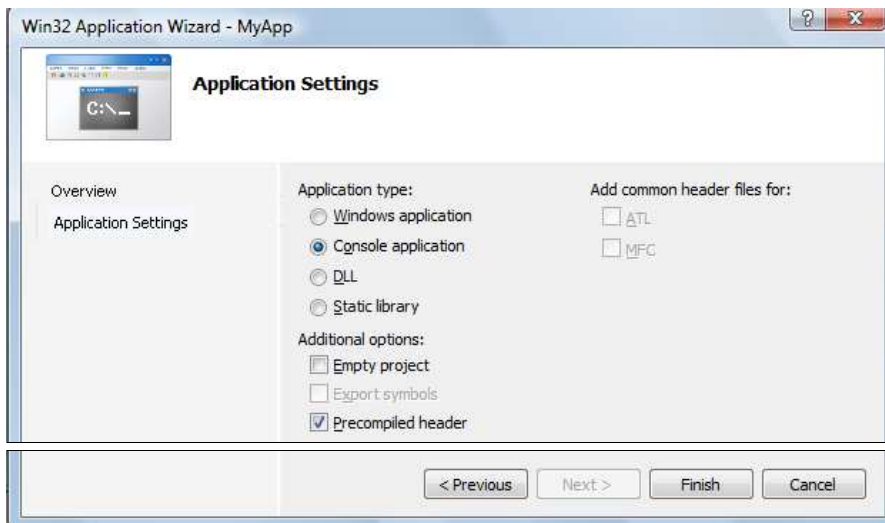 Win32 Application Wizard - MyApp
C:\_
Application Settings
Overview
Application Settings
Application type:
Windows application
Console application
DLL
Static library
Additional options:
Empty project
Export symbols
Precompiled header
Add common header files for:
ATL
MFC
< Previous
Next >
Finish
Cancel